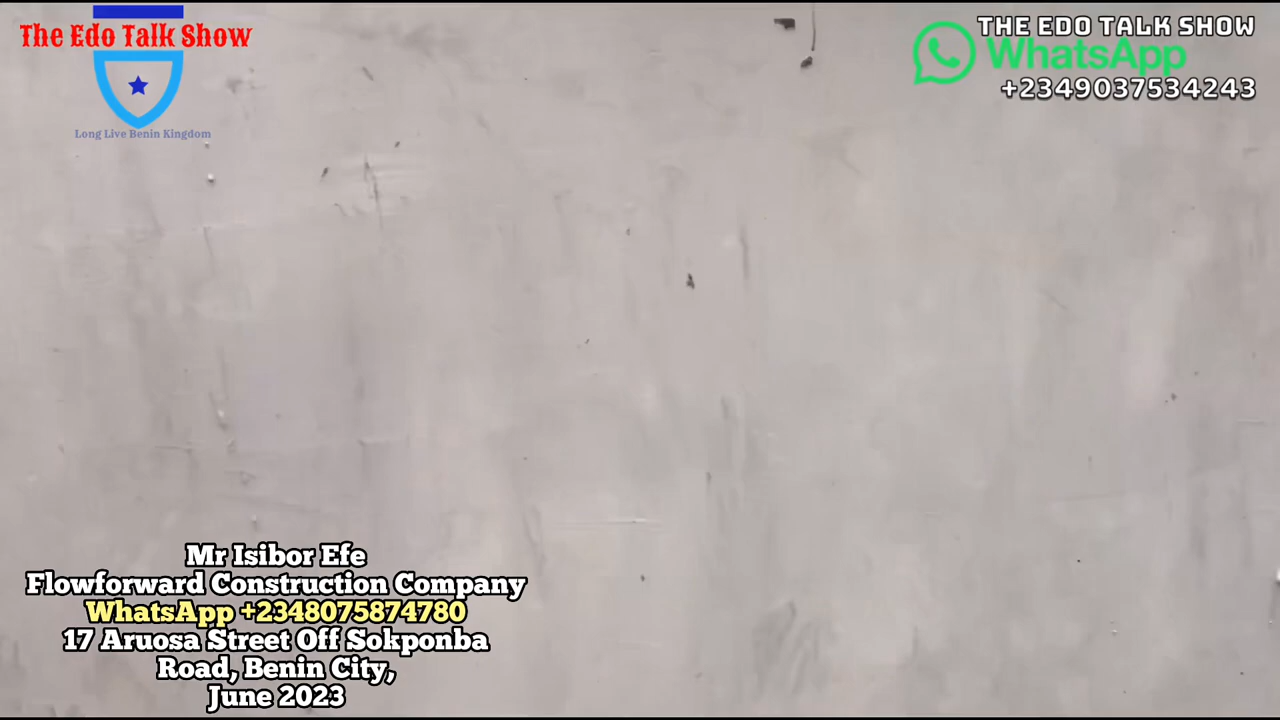 The Edo Talk Show
Long Live Benin Kingdom
THE EDO TALK SHOW
WhatsApp
+2349037534243
Mr Isibor Efe
Flowforward Construction Company
WhatsApp +2348075874780
17 Aruosa Street Off Sokponba
Road, Benin City,
June 2023